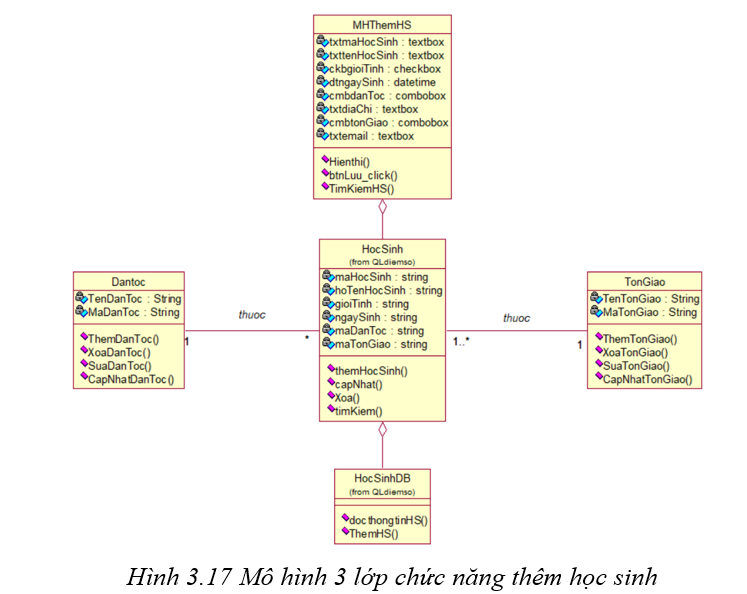 MHThemHS
txtmaHocSinh : textbox
txttenHocSinh : textbox
ckbgioiTinh : checkbox
dtngaySinh : datetime
cmbdanToc : combobox
txtdiaChi : textbox
cmbtonGiao : combobox
txtemail : textbox
Hienthi()
btnLuu_click()
TimKiemHS()
HocSinh
(from QLdiemso)
maHocSinh : string
hoTenHocSinh : string
gioiTinh : string
ngaySinh : string
maDanToc : string
maTonGiao : string
themHocSinh()
capNhat()
Xoa()
timKiem()
Dantoc
TenDanToc : String
MaDanToc : String
ThemDanToc()
XoaDanToc()
SuaDanToc()
CapNhatDanToc()
thuoc
1
*
TonGiao
TenTonGiao : String
MaTonGiao : String
ThemTonGiao()
XoaTonGiao()
SuaTonGiao()
CapNhatTonGiao()
thuoc
1..*
1
HocSinhDB
(from QLdiemso)
docthongtinHS()
ThemHS()
Hình 3.17 Mô hình 3 lớp chức năng thêm học sinh